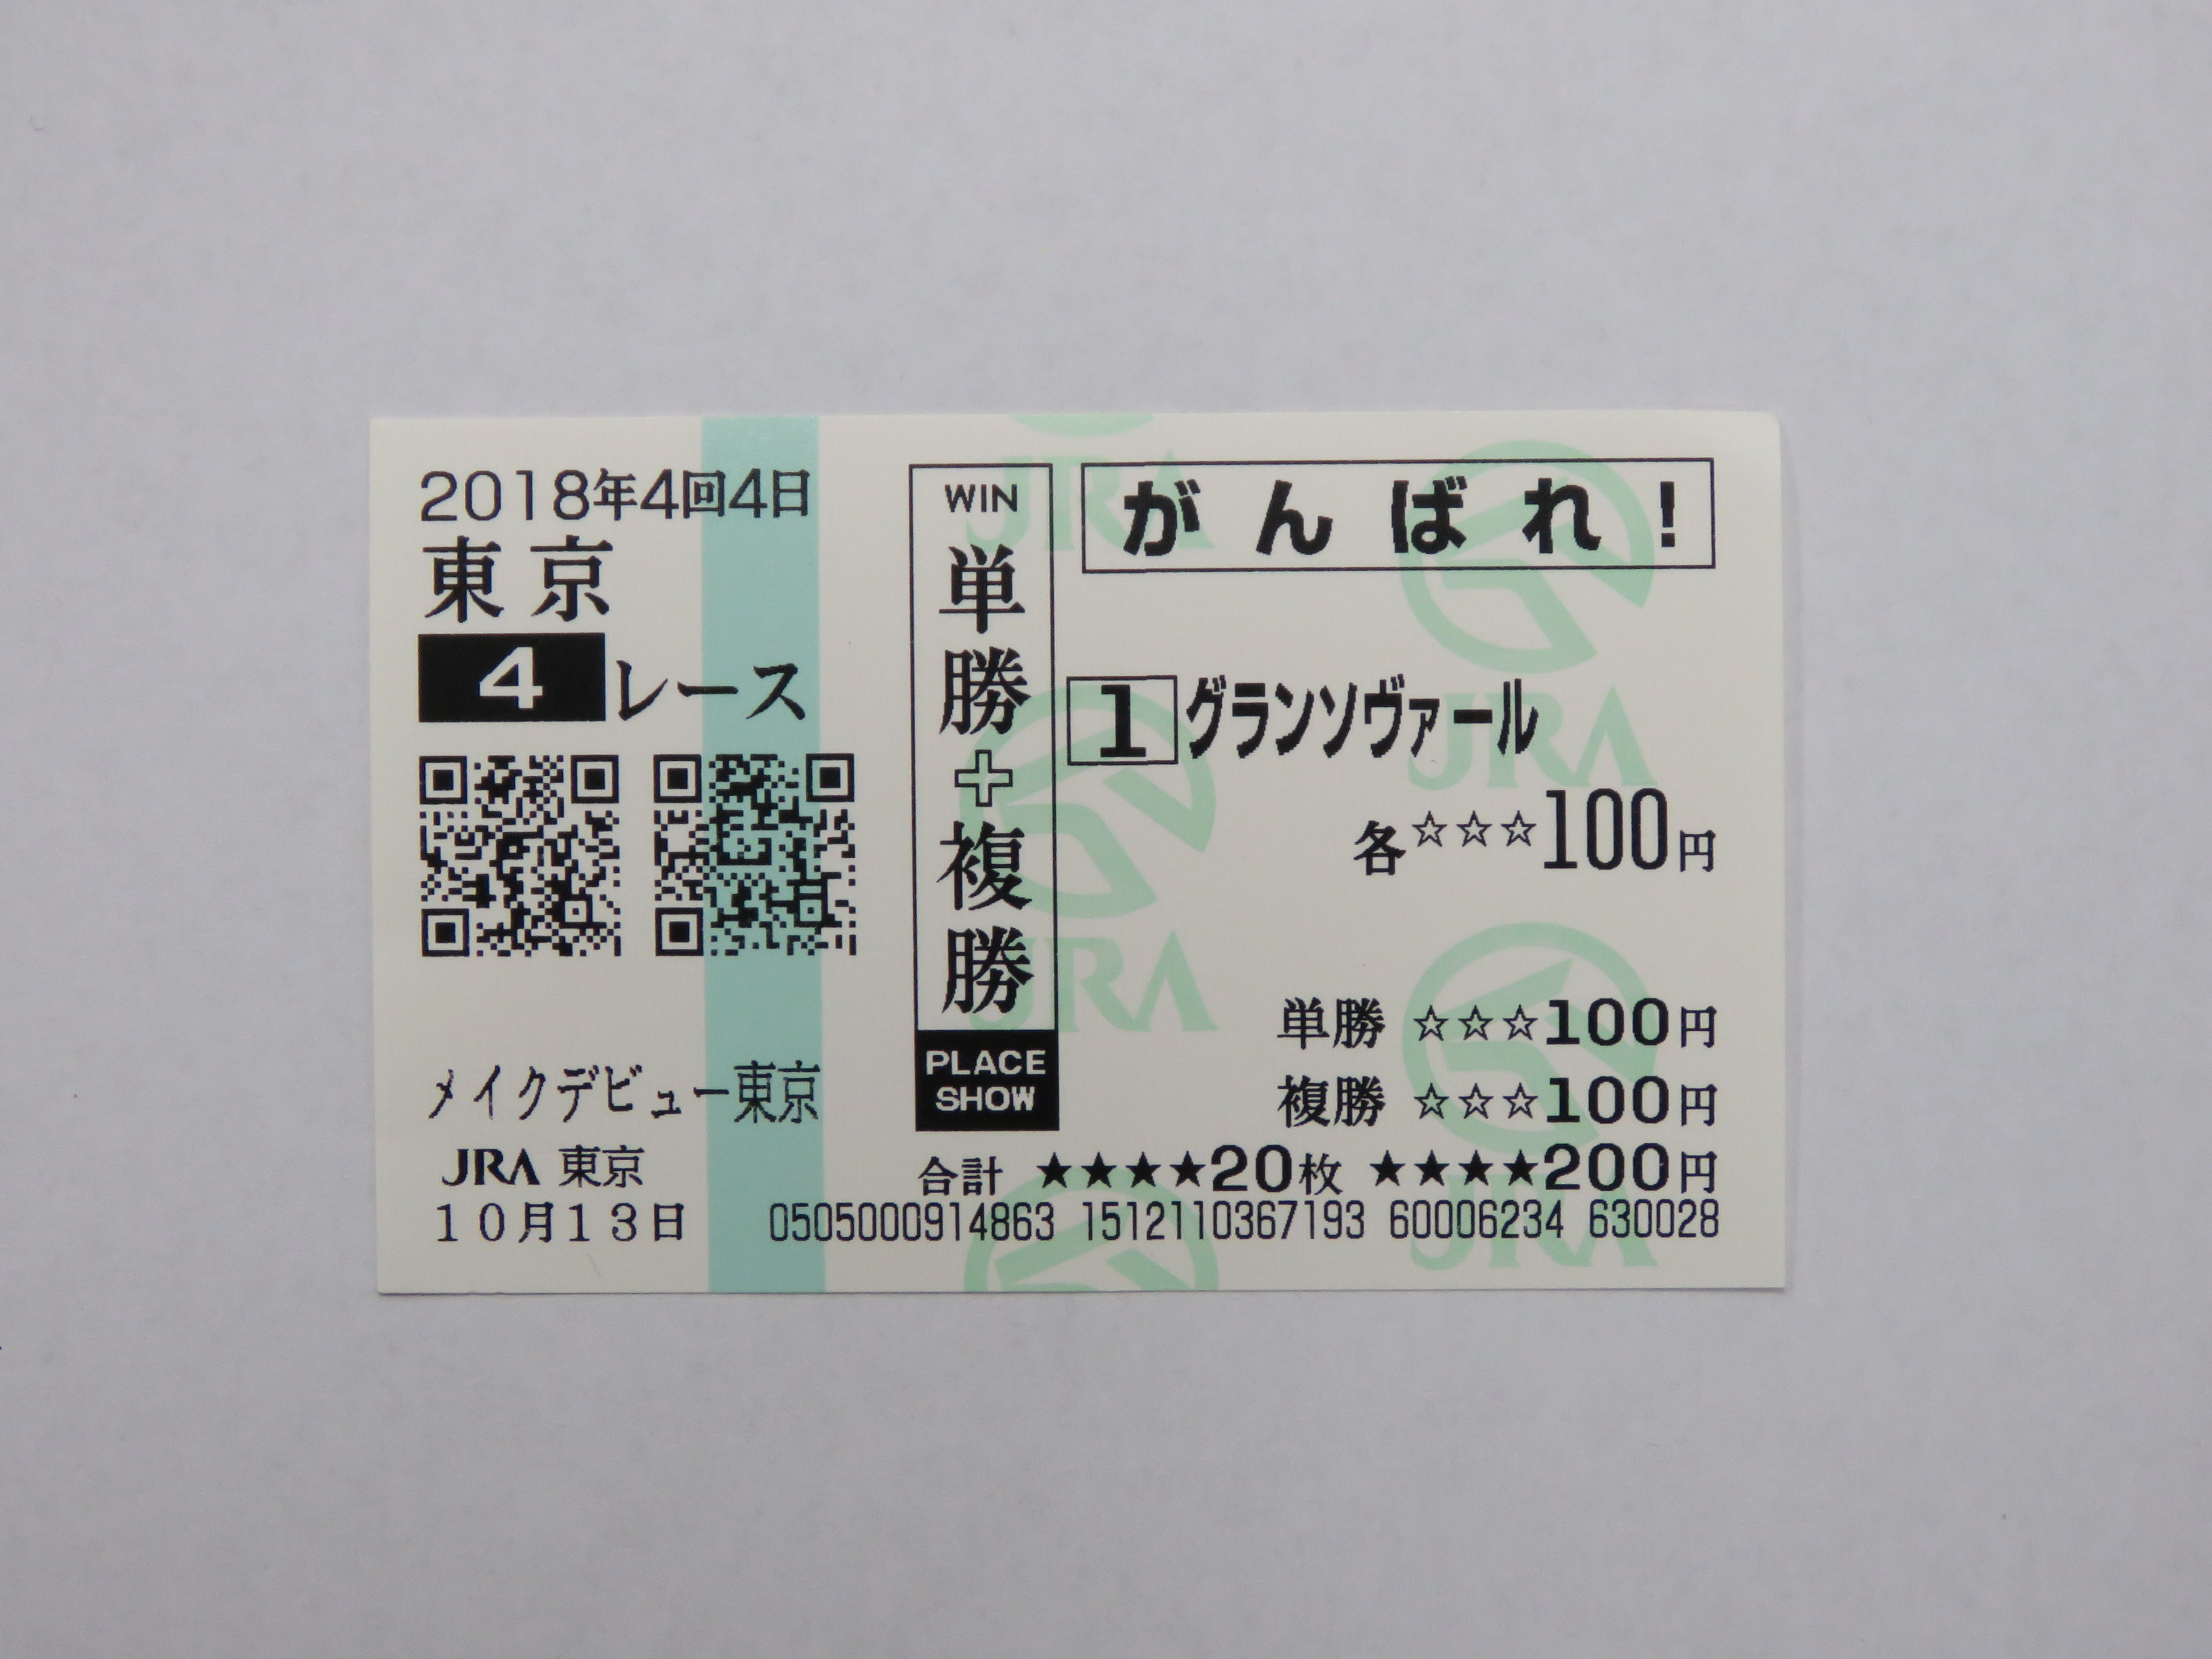 2018年4回4日
東京
4レース
メイクデビュー東京
JRA 東京
10月13日
WIN
単勝+複勝
PLACE
SHOW
がんばれ!
1 グランソヴァール
各☆☆☆100円
単勝 ☆☆☆100円
複勝 ☆☆☆100円
合計 ★★★★20枚 ★★★★200円
0505000914863 1512110367193 60006234 630028
JRA
JRA
JRA
JRA